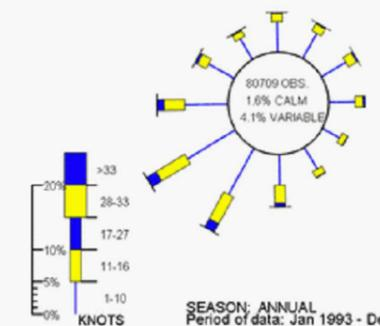 80709 OBS.
1.6% CALM
4.1% VARIABLE
>33
20%
28-33
17-27
10%
11-16
5%
1-10
0%
KNOTS
SEASON: ANNUAL
Period of data: Jan 1993 - De